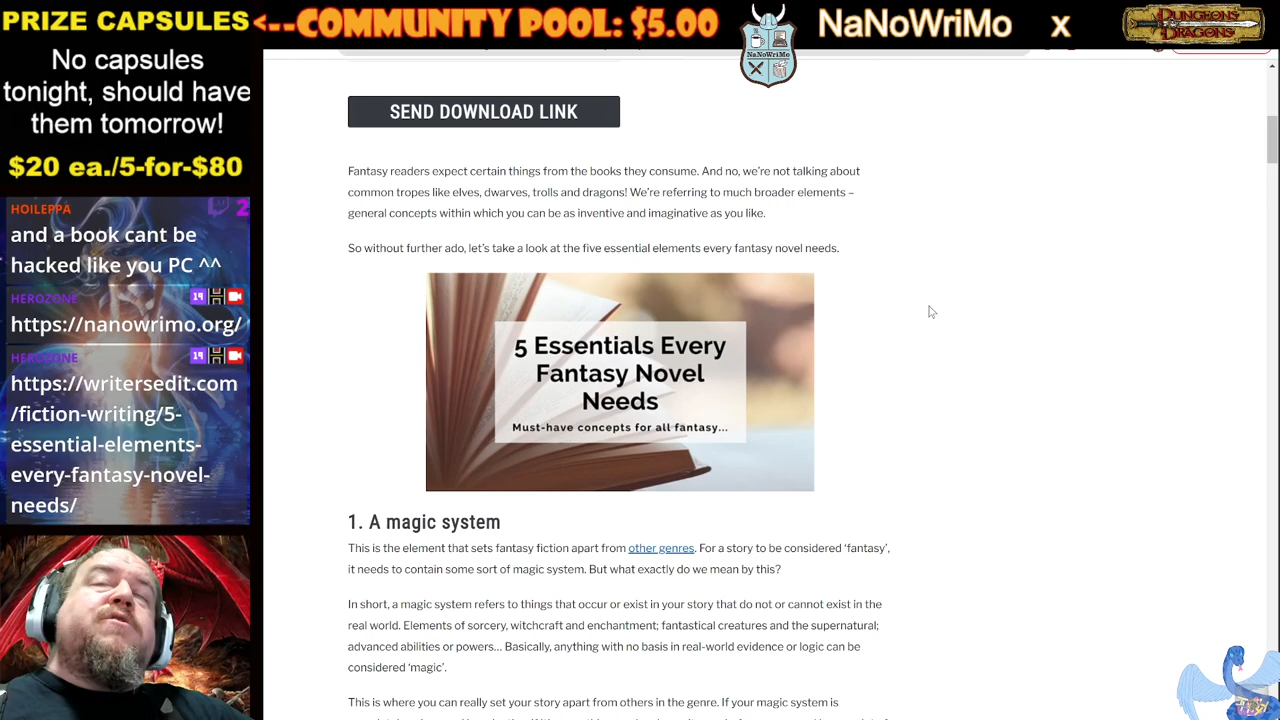 PRIZE CAPSULES
No capsules
tonight, should have
them tomorrow!
$20 ea./5-for-$80
<--COMMUNITY POOL: $5.00
NaNoWriMo
NaNoWriMo
x
DUNGEONS
DRAGONS
HOILEPPA
2
and a book cant be
hacked like you PC ^^
HEROZONE
19
https://nanowrimo.org/
HEROZONE
19
https://writersedit.com
/fiction-writing/5-
essential-elements-
every-fantasy-novel-
needs/
SEND DOWNLOAD LINK
Fantasy readers expect certain things from the books they consume. And no, we’re not talking about
common tropes like elves, dwarves, trolls and dragons! We’re referring to much broader elements –
general concepts within which you can be as inventive and imaginative as you like.
So without further ado, let’s take a look at the five essential elements every fantasy novel needs.
5 Essentials Every
Fantasy Novel
Needs
Must-have concepts for all fantasy...
1. A magic system
This is the element that sets fantasy fiction apart from other genres. For a story to be considered ‘fantasy’,
it needs to contain some sort of magic system. But what exactly do we mean by this?
In short, a magic system refers to things that occur or exist in your story that do not or cannot exist in the
real world. Elements of sorcery, witchcraft and enchantment; fantastical creatures and the supernatural;
advanced abilities or powers… Basically, anything with no basis in real-world evidence or logic can be
considered ‘magic’.
This is where you can really set your story apart from others in the genre. If your magic system is